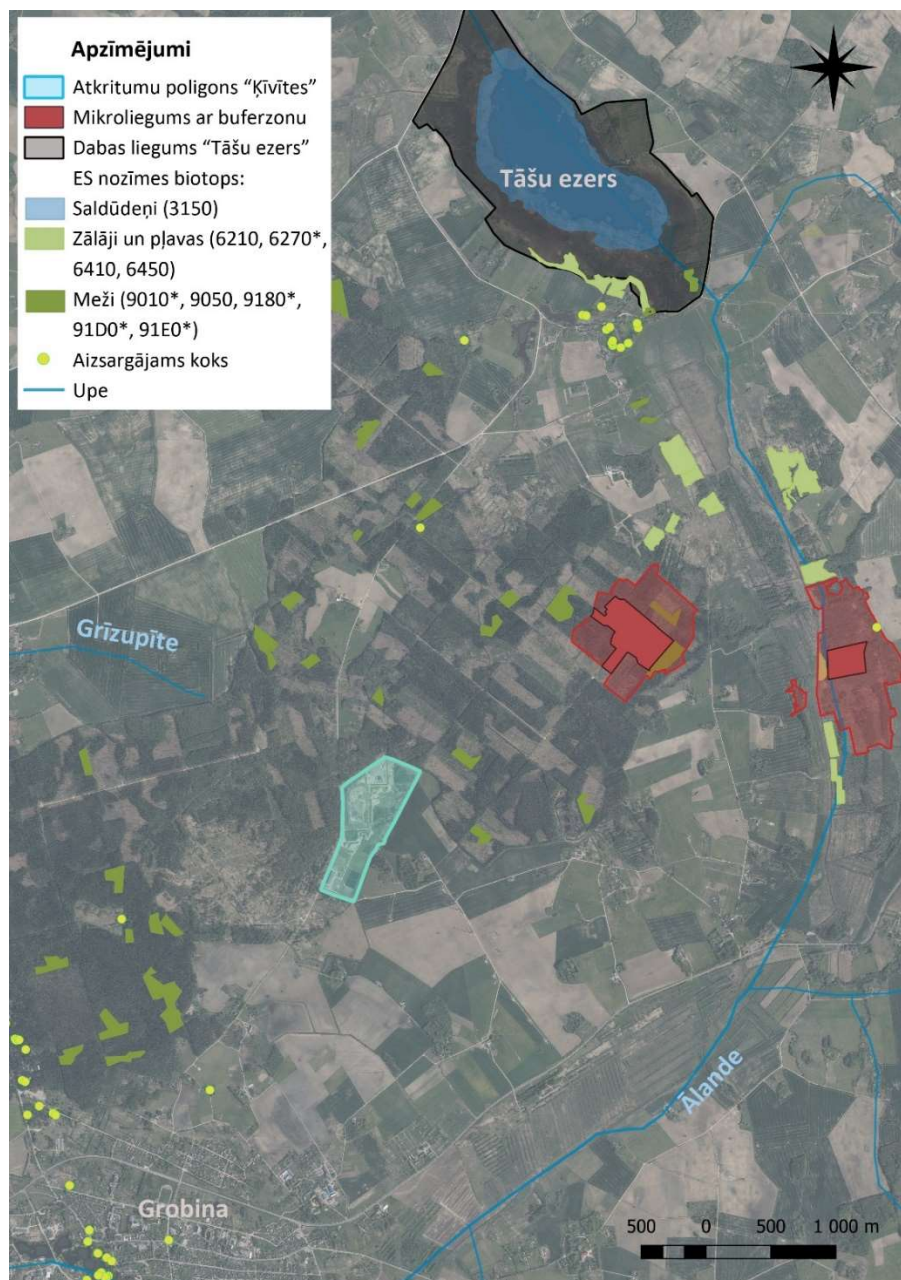 Apzīmējumi
Atkritumu poligons “Ķīvītes”
Mikroliegums ar buferzonu
Dabas liegums “Tāšu ezers”
ES nozīmes biotops:
Saldūdeņi (3150)
Zālāji un pļavas (6210, 6270*,
6410, 6450)
Meži (9010*, 9050, 9180*,
91D0*, 91E0*)
Aizsargājams koks
Upe
Tāšu ezers
Grīzupīte
Ālande
Grobiņa
500 0 500 1 000 m